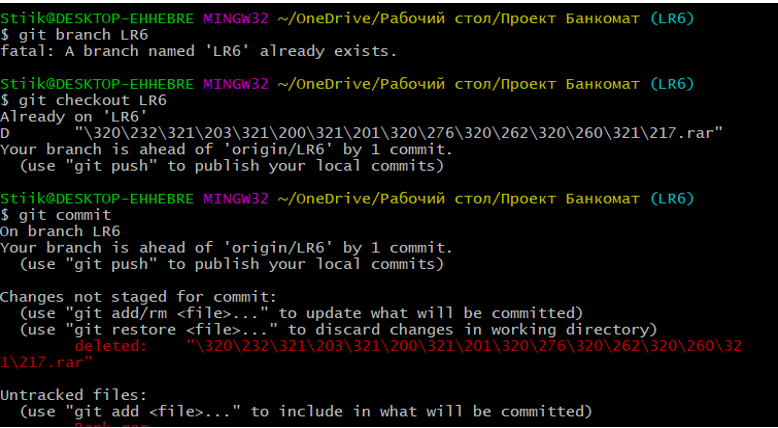 Stiik@DESKTOP-EHHEBRE MINGW32 ~/OneDrive/Рабочий стол/Проект Банкомат (LR6)
$ git branch LR6
fatal: A branch named 'LR6' already exists.
Stiik@DESKTOP-EHHEBRE MINGW32 ~/OneDrive/Рабочий стол/Проект Банкомат (LR6)
$ git checkout LR6
Already on 'LR6'
D       "\320\232\321\203\321\200\321\201\320\276\320\262\320\260\321\217.rar"
Your branch is ahead of 'origin/LR6' by 1 commit.
  (use "git push" to publish your local commits)
Stiik@DESKTOP-EHHEBRE MINGW32 ~/OneDrive/Рабочий стол/Проект Банкомат (LR6)
$ git commit
On branch LR6
Your branch is ahead of 'origin/LR6' by 1 commit.
  (use "git push" to publish your local commits)
Changes not staged for commit:
  (use "git add/rm <file>..." to update what will be committed)
  (use "git restore <file>..." to discard changes in working directory)
        deleted:    "\320\232\321\203\321\200\321\201\320\276\320\262\320\260\32
1\217.rar"
Untracked files:
  (use "git add <file>..." to include in what will be committed)
        Bank.rar